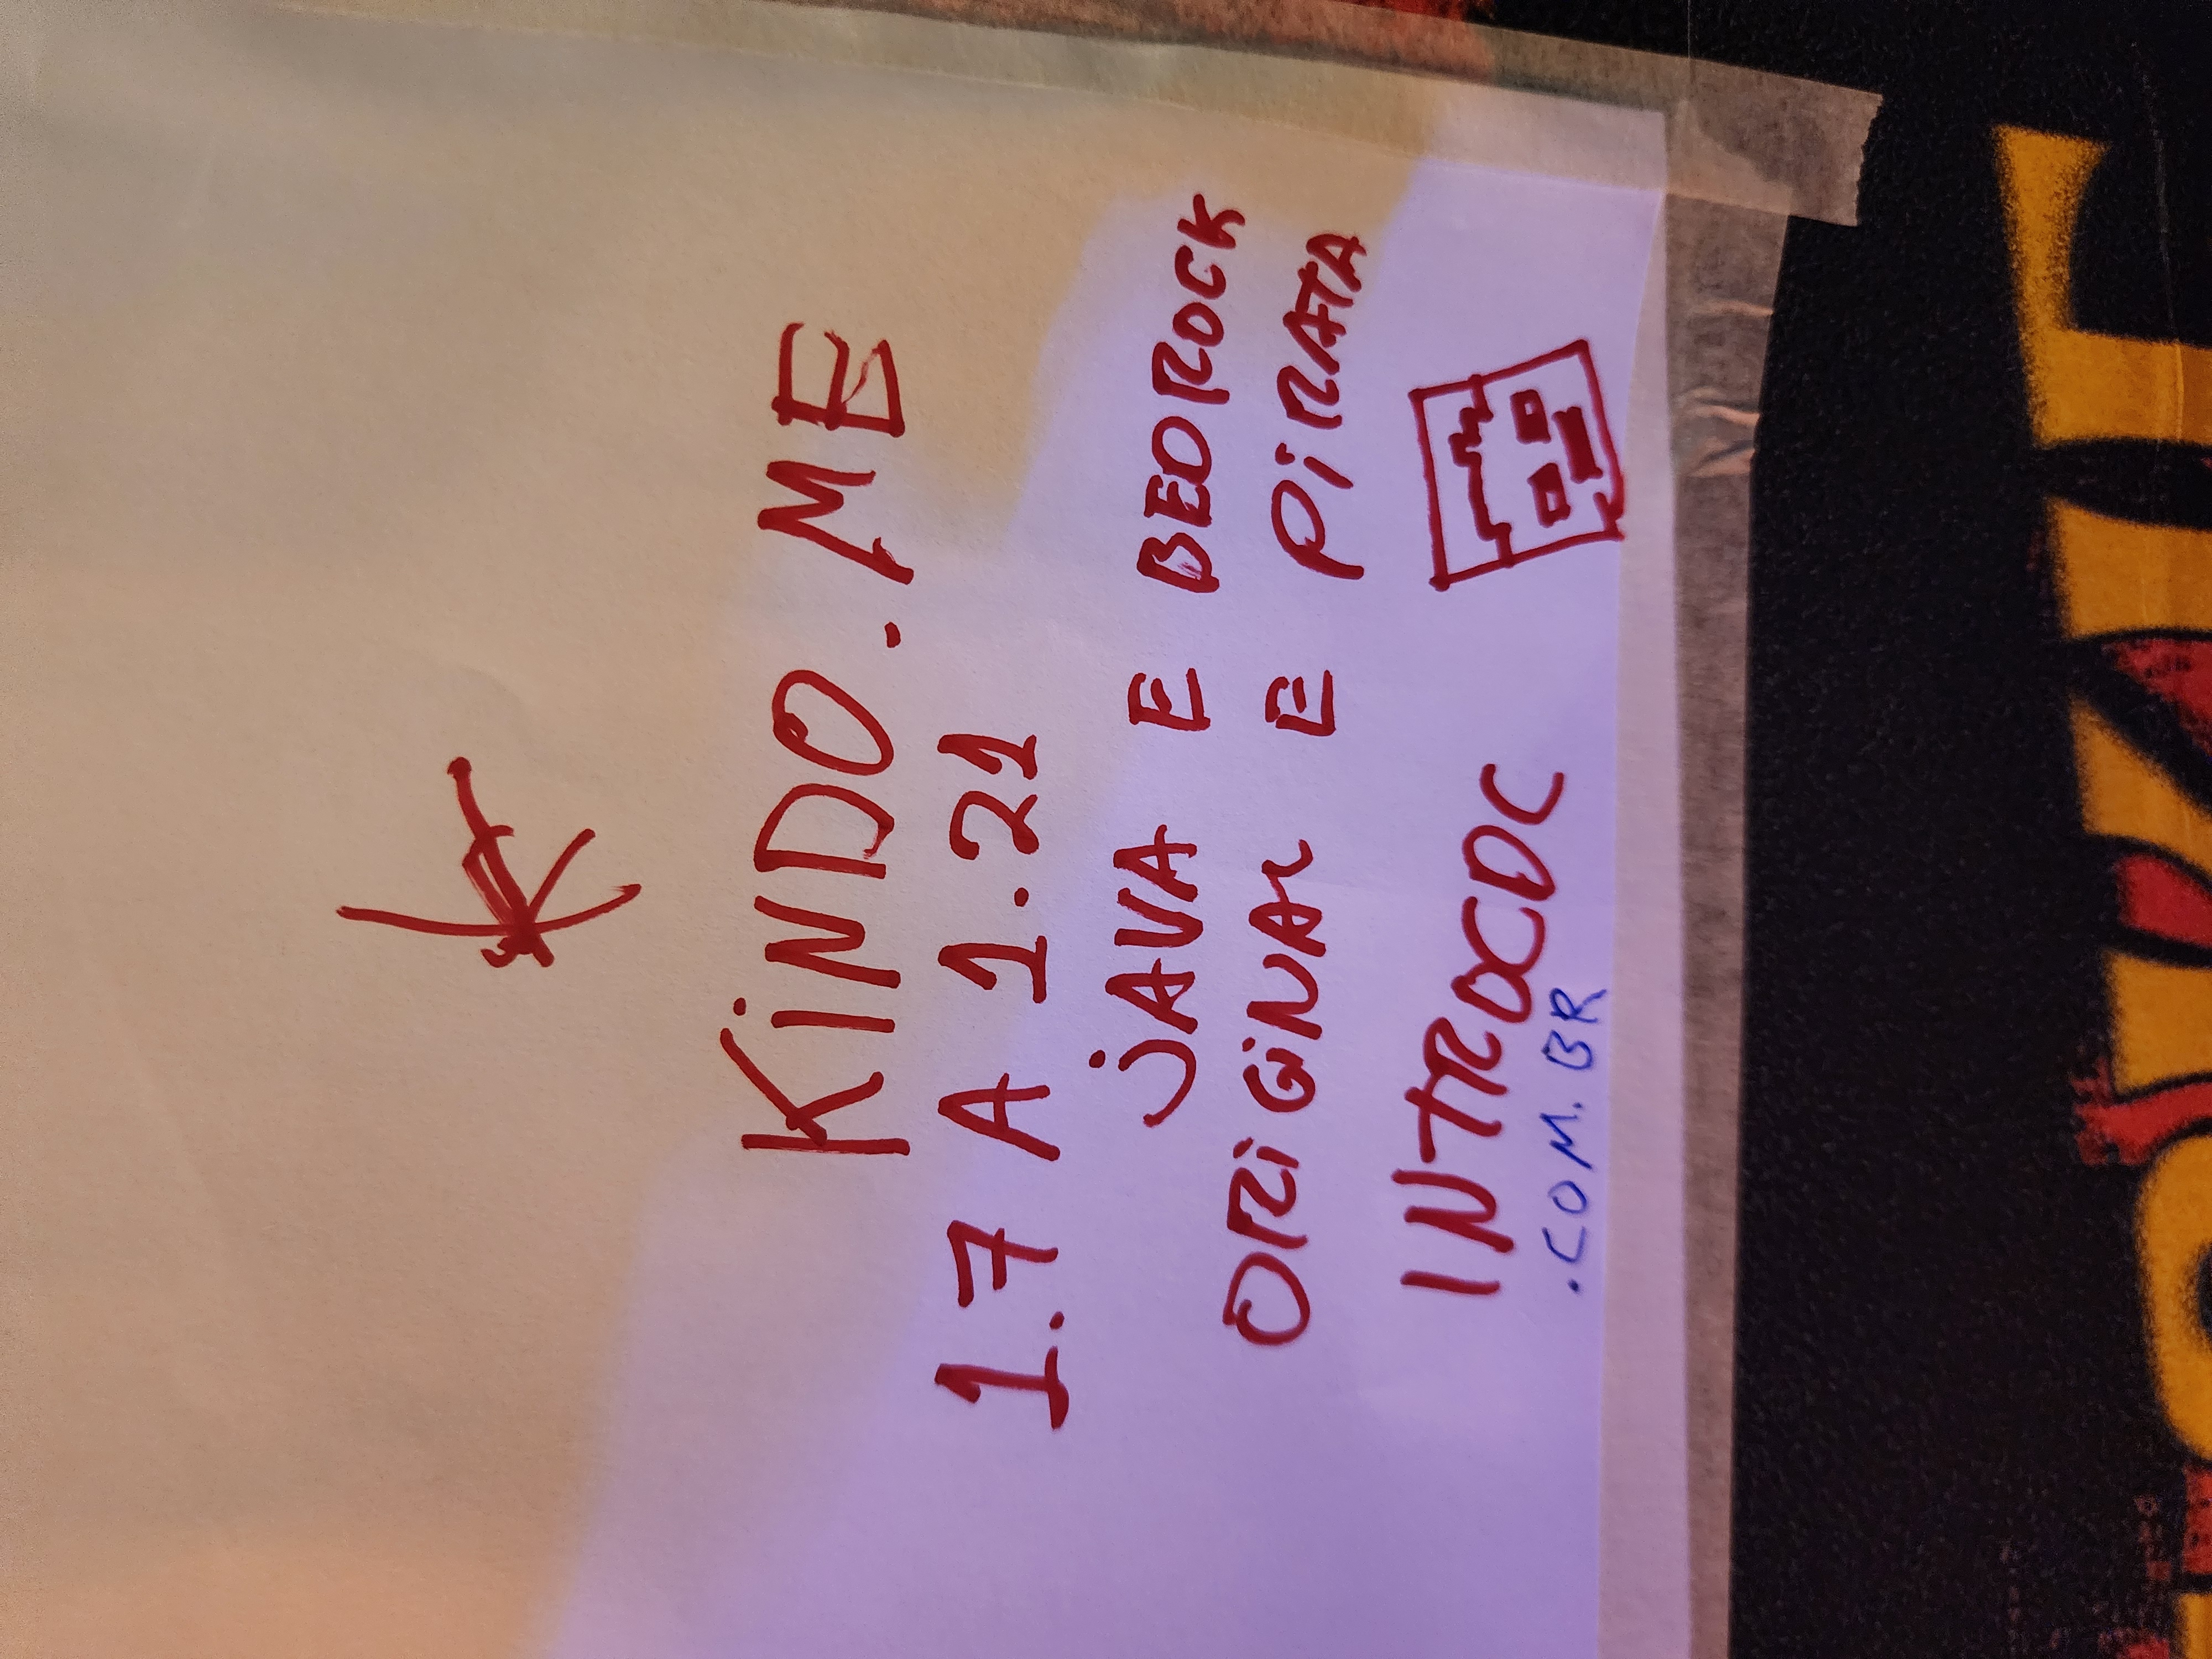 K
KiNDO.ME
1.7 A 1.21
jAVA E BEDROCK
ORiGiNAL E PiRATA
INTROCDC
.COM.BR